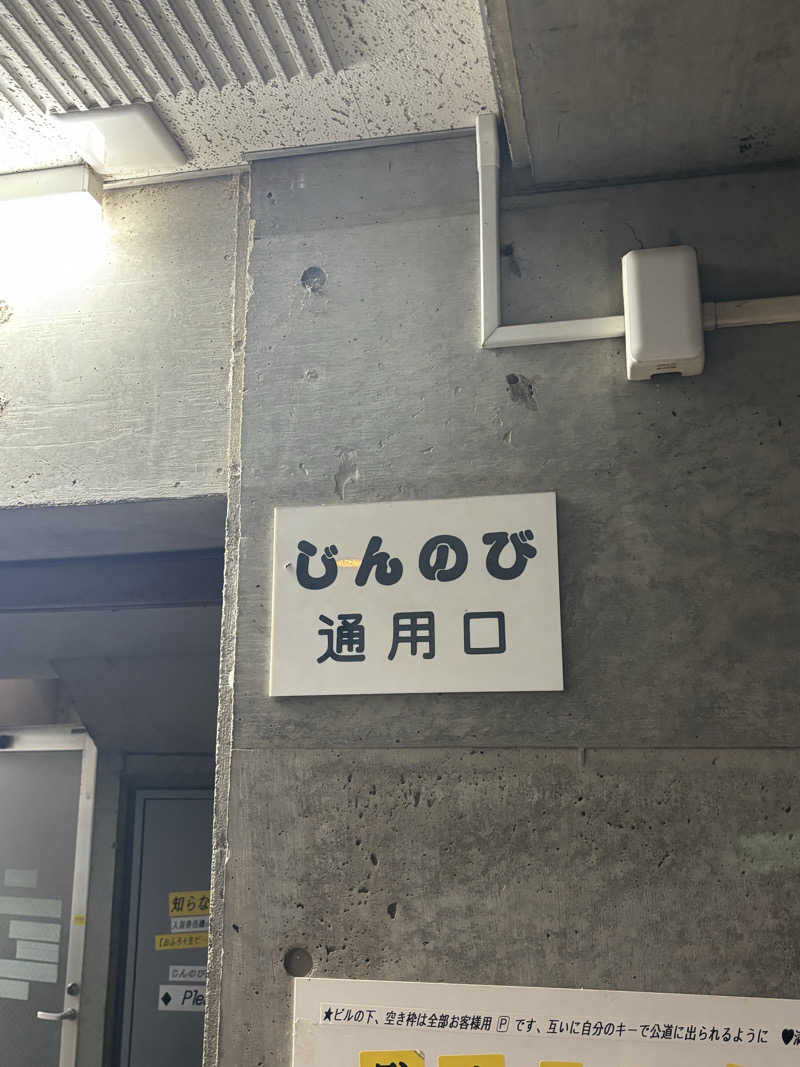 じんのび
通用口
知らな
じんのび
Ple
★ビルの下、空き枠は全部お客様用 P です、互いに自分のキーで公道に出られるように ♥満